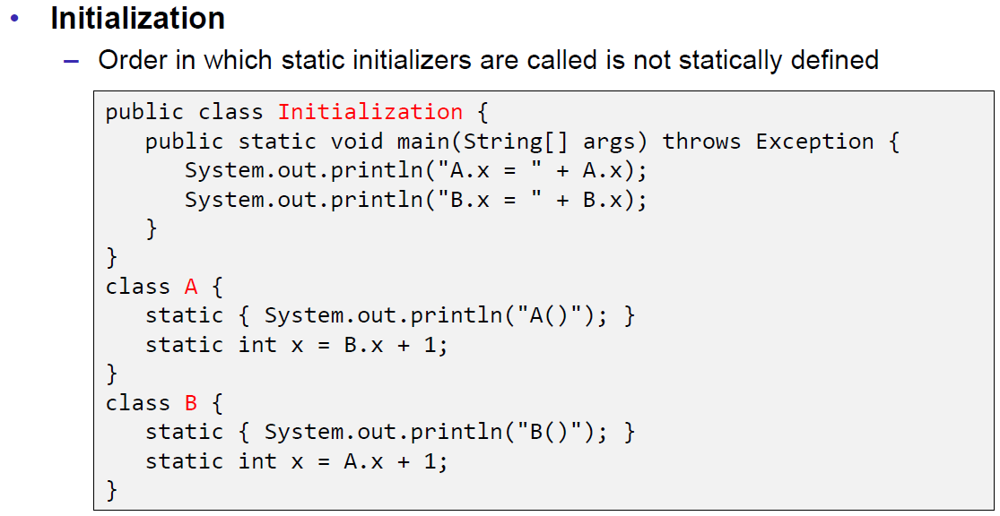 • Initialization
– Order in which static initializers are called is not statically defined
public class Initialization {
   public static void main(String[] args) throws Exception {
      System.out.println("A.x = " + A.x);
      System.out.println("B.x = " + B.x);
   }
}
class A {
   static { System.out.println("A()"); }
   static int x = B.x + 1;
}
class B {
   static { System.out.println("B()"); }
   static int x = A.x + 1;
}